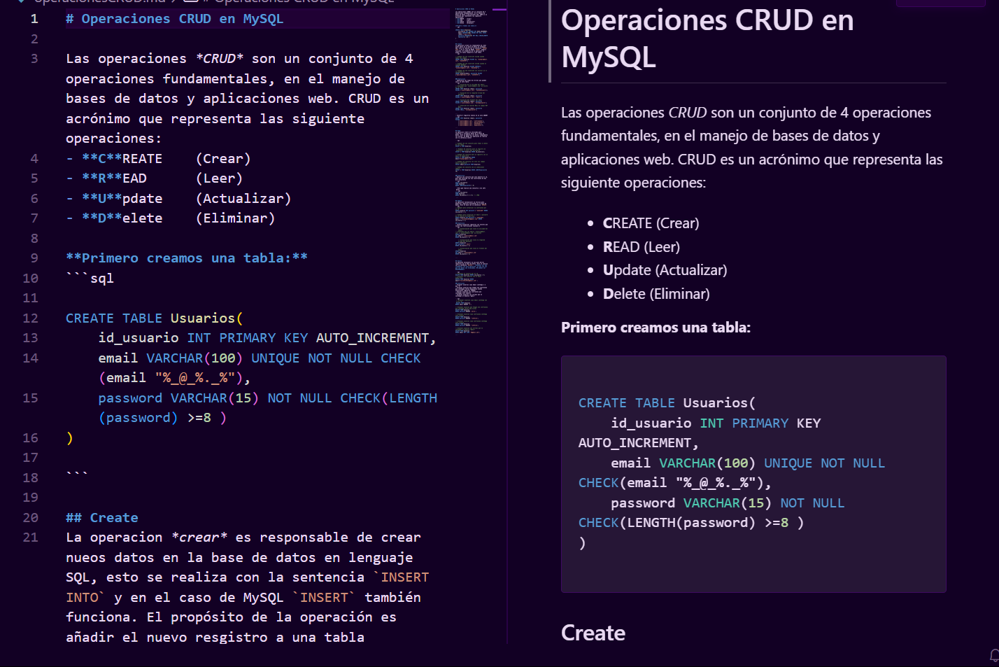 1 # Operaciones CRUD en MySQL
2
3 Las operaciones *CRUD* son un conjunto de 4
operaciones fundamentales, en el manejo de
bases de datos y aplicaciones web. CRUD es un
acrónimo que representa las siguiente
operaciones:
4 - **C**REATE    (Crear)
5 - **R**EAD      (Leer)
6 - **U**pdate    (Actualizar)
7 - **D**elete    (Eliminar)
8
9 **Primero creamos una tabla:**
10 ```sql
11
12 CREATE TABLE Usuarios(
13     id_usuario INT PRIMARY KEY AUTO_INCREMENT,
14     email VARCHAR(100) UNIQUE NOT NULL CHECK
(email "%_@_%._%"),
15     password VARCHAR(15) NOT NULL CHECK(LENGTH
(password) >=8 )
16 )
17
18 ```
19
20 ## Create
21 La operacion *crear* es responsable de crear
nueos datos en la base de datos en lenguaje
SQL, esto se realiza con la sentencia `INSERT
INTO` y en el caso de MySQL `INSERT` también
funciona. El propósito de la operación es
añadir el nuevo resgistro a una tabla
Operaciones CRUD en
MySQL
Las operaciones CRUD son un conjunto de 4 operaciones
fundamentales, en el manejo de bases de datos y
aplicaciones web. CRUD es un acrónimo que representa las
siguiente operaciones:
• CREATE (Crear)
• READ (Leer)
• Update (Actualizar)
• Delete (Eliminar)
Primero creamos una tabla:
CREATE TABLE Usuarios(
    id_usuario INT PRIMARY KEY
AUTO_INCREMENT,
    email VARCHAR(100) UNIQUE NOT NULL
CHECK(email "%_@_%._%"),
    password VARCHAR(15) NOT NULL
CHECK(LENGTH(password) >=8 )
)
Create